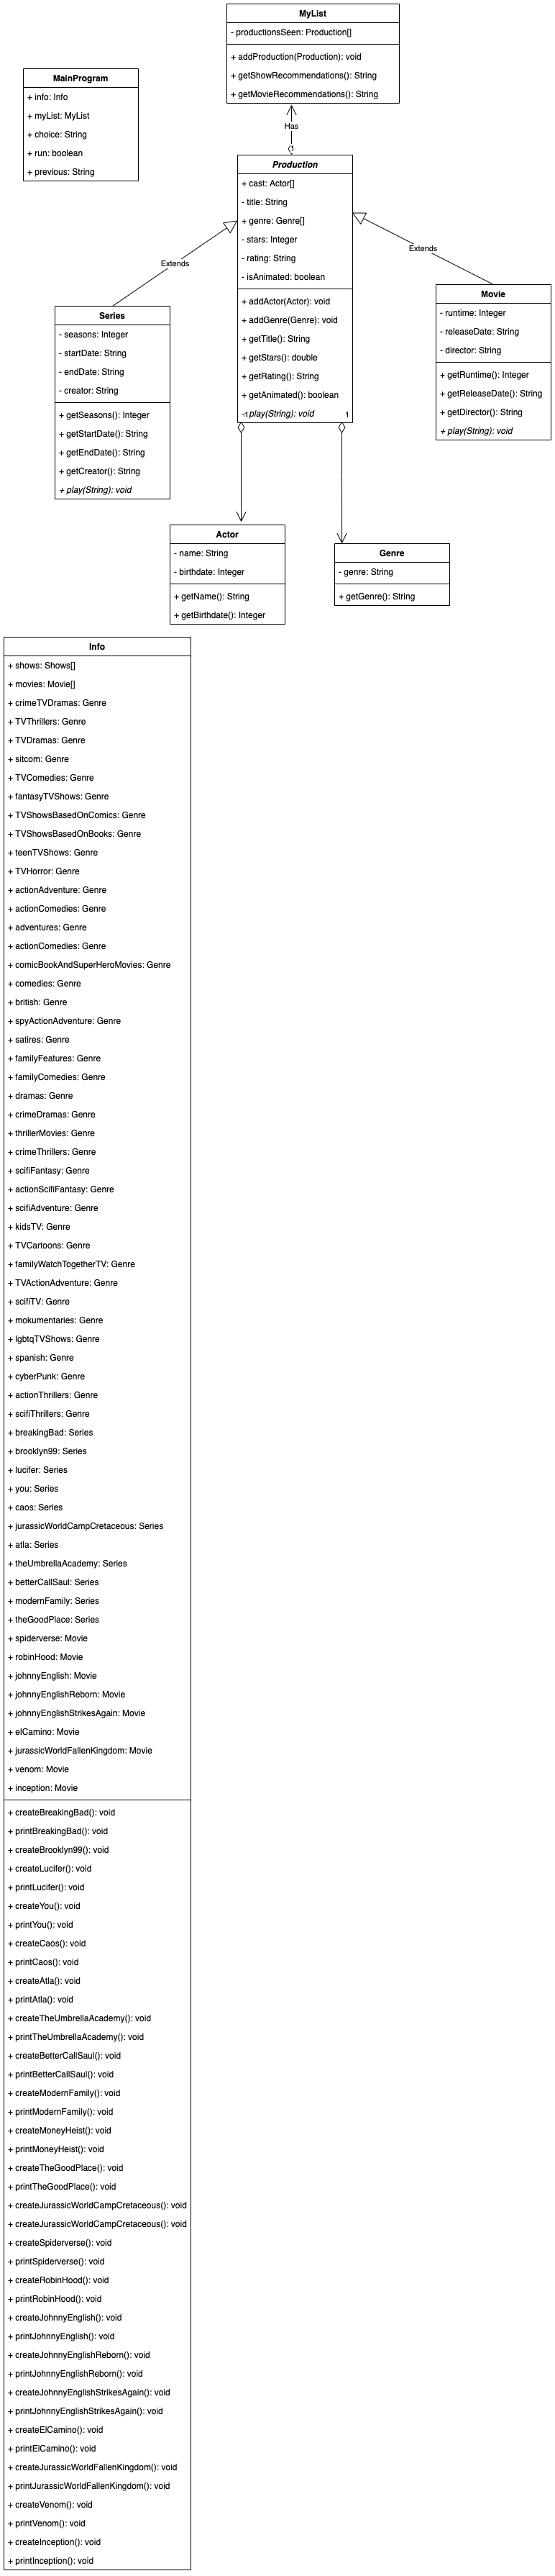 MyList
- productionsSeen: Production[]
+ addProduction(Production): void
+ getShowRecommendations(): String
+ getMovieRecommendations(): String
MainProgram
+ info: Info
+ myList: MyList
+ choice: String
+ run: boolean
+ previous: String
Has
1
Production
+ cast: Actor[]
- title: String
+ genre: Genre[]
- stars: Integer
- rating: String
- isAnimated: boolean
+ addActor(Actor): void
+ addGenre(Genre): void
+ getTitle(): String
+ getStars(): double
+ getRating(): String
+ getAnimated(): boolean
+ play(String): void
1
1
Extends
Extends
Series
- seasons: Integer
- startDate: String
- endDate: String
- creator: String
+ getSeasons(): Integer
+ getStartDate(): String
+ getEndDate(): String
+ getCreator(): String
+ play(String): void
Movie
- runtime: Integer
- releaseDate: String
- director: String
+ getRuntime(): Integer
+ getReleaseDate(): String
+ getDirector(): String
+ play(String): void
Actor
- name: String
- birthdate: Integer
+ getName(): String
+ getBirthdate(): Integer
Genre
- genre: String
+ getGenre(): String
Info
+ shows: Shows[]
+ movies: Movie[]
+ crimeTVDramas: Genre
+ TVThrillers: Genre
+ TVDramas: Genre
+ sitcom: Genre
+ TVComedies: Genre
+ fantasyTVShows: Genre
+ TVShowsBasedOnComics: Genre
+ TVShowsBasedOnBooks: Genre
+ teenTVShows: Genre
+ TVHorror: Genre
+ actionAdventure: Genre
+ actionComedies: Genre
+ adventures: Genre
+ actionComedies: Genre
+ comicBookAndSuperHeroMovies: Genre
+ comedies: Genre
+ british: Genre
+ spyActionAdventure: Genre
+ satires: Genre
+ familyFeatures: Genre
+ familyComedies: Genre
+ dramas: Genre
+ crimeDramas: Genre
+ thrillerMovies: Genre
+ crimeThrillers: Genre
+ scifiFantasy: Genre
+ actionScifiFantasy: Genre
+ scifiAdventure: Genre
+ kidsTV: Genre
+ TVCartoons: Genre
+ familyWatchTogetherTV: Genre
+ TVActionAdventure: Genre
+ scifiTV: Genre
+ mokumentaries: Genre
+ lgbtqTVShows: Genre
+ spanish: Genre
+ cyberPunk: Genre
+ actionThrillers: Genre
+ scifiThrillers: Genre
+ breakingBad: Series
+ brooklyn99: Series
+ lucifer: Series
+ you: Series
+ caos: Series
+ jurassicWorldCampCretaceous: Series
+ atla: Series
+ theUmbrellaAcademy: Series
+ betterCallSaul: Series
+ modernFamily: Series
+ theGoodPlace: Series
+ spiderverse: Movie
+ robinHood: Movie
+ johnnyEnglish: Movie
+ johnnyEnglishReborn: Movie
+ johnnyEnglishStrikesAgain: Movie
+ elCamino: Movie
+ jurassicWorldFallenKingdom: Movie
+ venom: Movie
+ inception: Movie
+ createBreakingBad(): void
+ printBreakingBad(): void
+ createBrooklyn99(): void
+ createLucifer(): void
+ printLucifer(): void
+ createYou(): void
+ printYou(): void
+ createCaos(): void
+ printCaos(): void
+ createAtla(): void
+ printAtla(): void
+ createTheUmbrellaAcademy(): void
+ printTheUmbrellaAcademy(): void
+ createBetterCallSaul(): void
+ printBetterCallSaul(): void
+ createModernFamily(): void
+ printModernFamily(): void
+ createMoneyHeist(): void
+ printMoneyHeist(): void
+ createTheGoodPlace(): void
+ printTheGoodPlace(): void
+ createJurassicWorldCampCretaceous(): void
+ createJurassicWorldCampCretaceous(): void
+ createSpiderverse(): void
+ printSpiderverse(): void
+ createRobinHood(): void
+ printRobinHood(): void
+ createJohnnyEnglish(): void
+ printJohnnyEnglish(): void
+ createJohnnyEnglishReborn(): void
+ printJohnnyEnglishReborn(): void
+ createJohnnyEnglishStrikesAgain(): void
+ printJohnnyEnglishStrikesAgain(): void
+ createElCamino(): void
+ printElCamino(): void
+ createJurassicWorldFallenKingdom(): void
+ printJurassicWorldFallenKingdom(): void
+ createVenom(): void
+ printVenom(): void
+ createInception(): void
+ printInception(): void